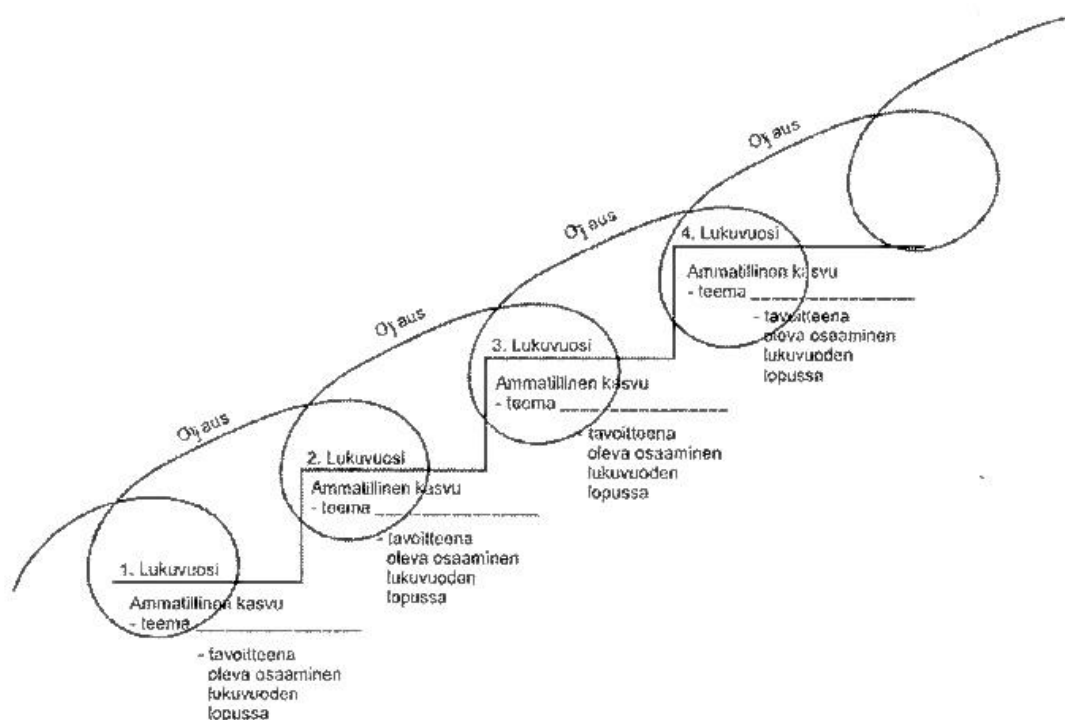 Ohjaus
Ohjaus
Ohjaus
Ohjaus
1. Lukuvuosi
Ammatillinen kasvu
- teema
- tavoitteena
oleva osaaminen
lukuvuoden
lopussa
2. Lukuvuosi
Ammatillinen kasvu
- teema
- tavoitteena
oleva osaaminen
lukuvuoden
lopussa
3. Lukuvuosi
Ammatillinen kasvu
- teema
- tavoitteena
oleva osaaminen
lukuvuoden
lopussa
4. Lukuvuosi
Ammatillinen kasvu
- teema
- tavoitteena
oleva osaaminen
lukuvuoden
lopussa